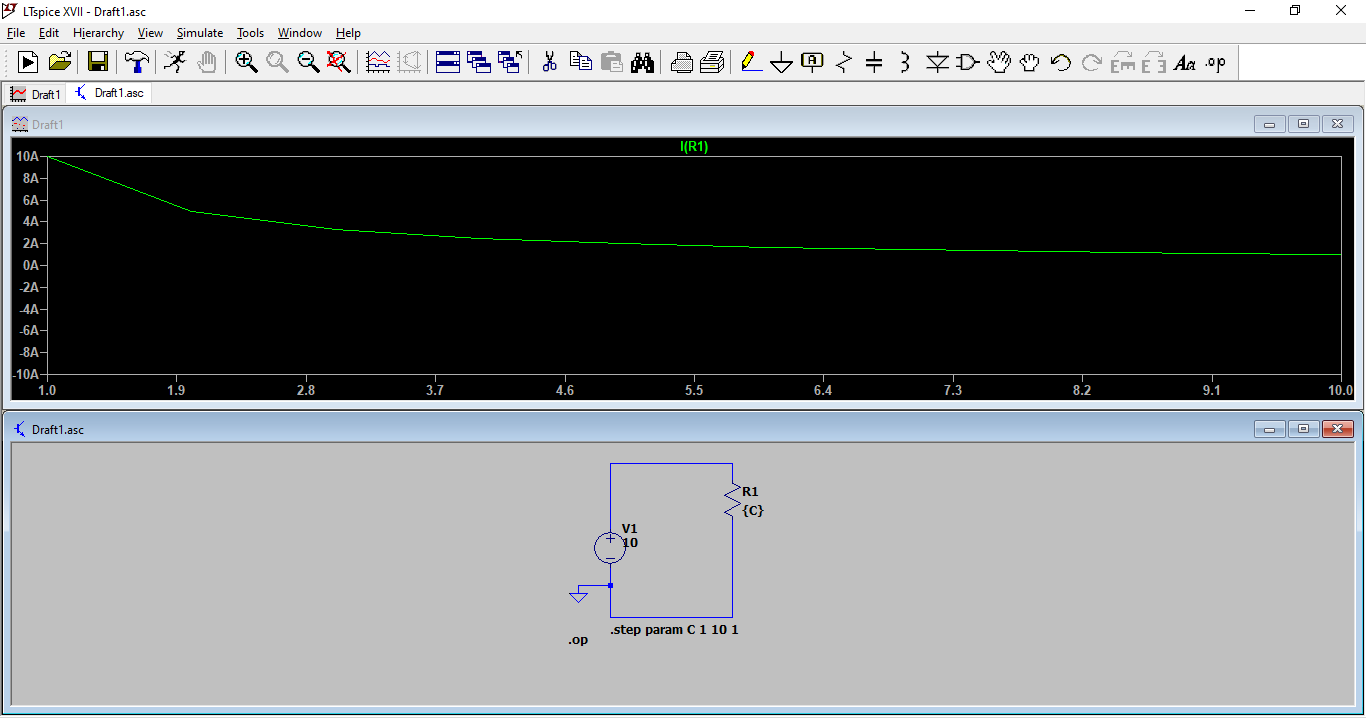 LTspice XVII - Draft1.asc
File Edit Hierarchy View Simulate Tools Window Help
A Aa .op
Draft1 Draft1.asc
Draft1
I(R1)
10A
8A
6A
4A
2A
0A
-2A
-4A
-6A
-8A
-10A
1.0 1.9 2.8 3.7 4.6 5.5 6.4 7.3 8.2 9.1 10.0
Draft1.asc
R1
{C}
V1
10
.step param C 1 10 1
.op